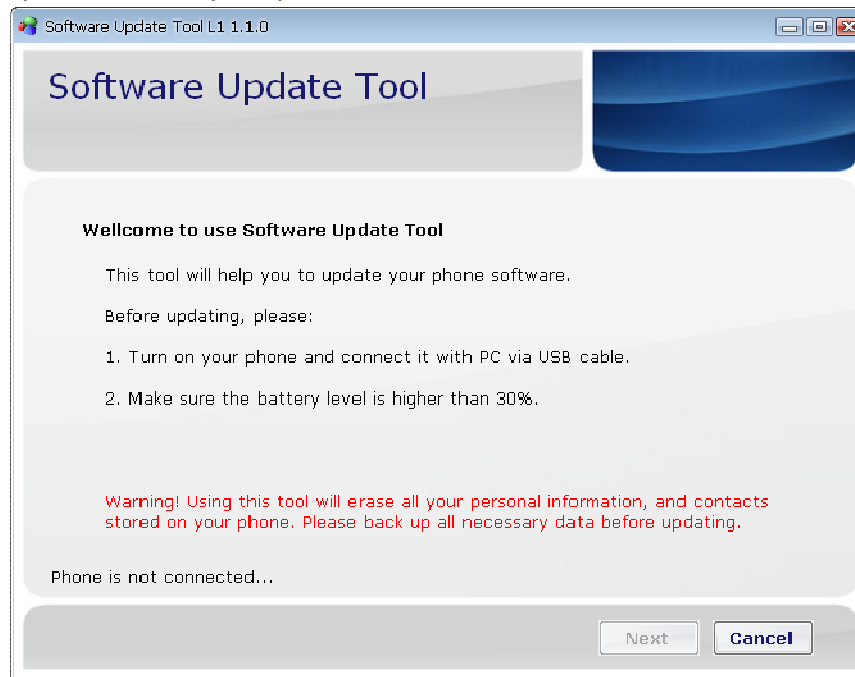 Software Update Tool L1 1.1.0
Software Update Tool
Wellcome to use Software Update Tool
This tool will help you to update your phone software.
Before updating, please:
1. Turn on your phone and connect it with PC via USB cable.
2. Make sure the battery level is higher than 30%.
Warning! Using this tool will erase all your personal information, and contacts
stored on your phone. Please back up all necessary data before updating.
Phone is not connected...
Next
Cancel